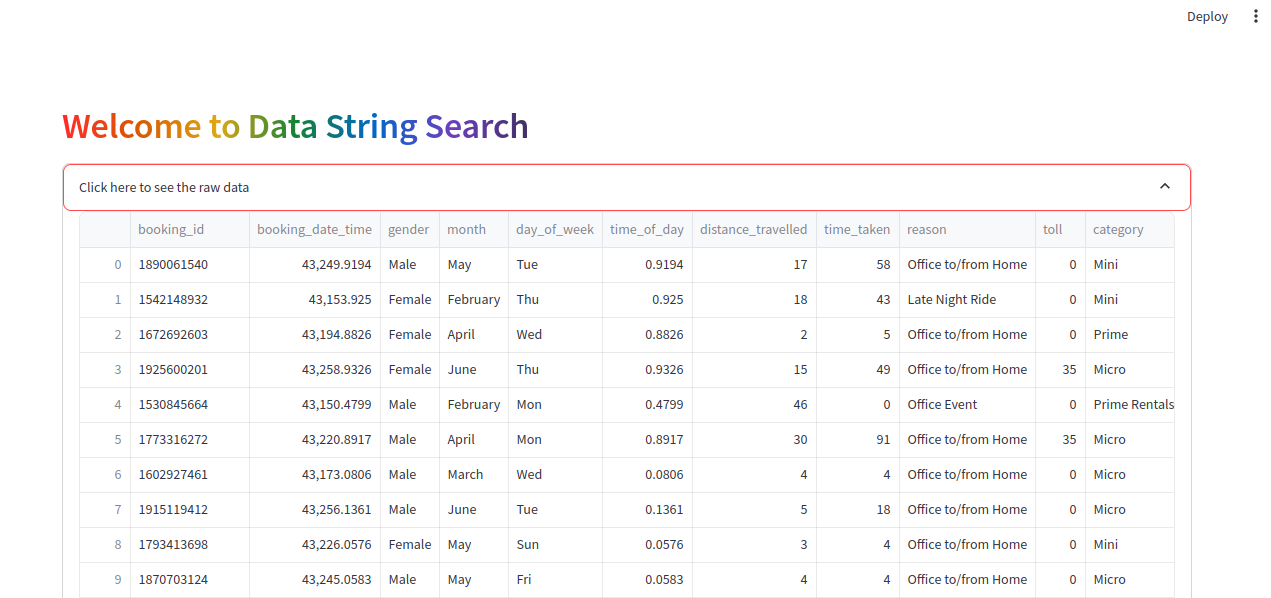 Deploy
Welcome to Data String Search
Click here to see the raw data
booking_id booking_date_time gender month day_of_week time_of_day distance_travelled time_taken reason toll category
0 1890061540 43,249.9194 Male May Tue 0.9194 17 58 Office to/from Home 0 Mini
1 1542148932 43,153.925 Female February Thu 0.925 18 43 Late Night Ride 0 Mini
2 1672692603 43,194.8826 Female April Wed 0.8826 2 5 Office to/from Home 0 Prime
3 1925600201 43,258.9326 Female June Thu 0.9326 15 49 Office to/from Home 35 Micro
4 1530845664 43,150.4799 Male February Mon 0.4799 46 0 Office Event 0 Prime Rentals
5 1773316272 43,220.8917 Male April Mon 0.8917 30 91 Office to/from Home 35 Micro
6 1602927461 43,173.0806 Male March Wed 0.0806 4 4 Office to/from Home 0 Micro
7 1915119412 43,256.1361 Male June Tue 0.1361 5 18 Office to/from Home 0 Micro
8 1793413698 43,226.0576 Female May Sun 0.0576 3 4 Office to/from Home 0 Mini
9 1870703124 43,245.0583 Male May Fri 0.0583 4 4 Office to/from Home 0 Micro